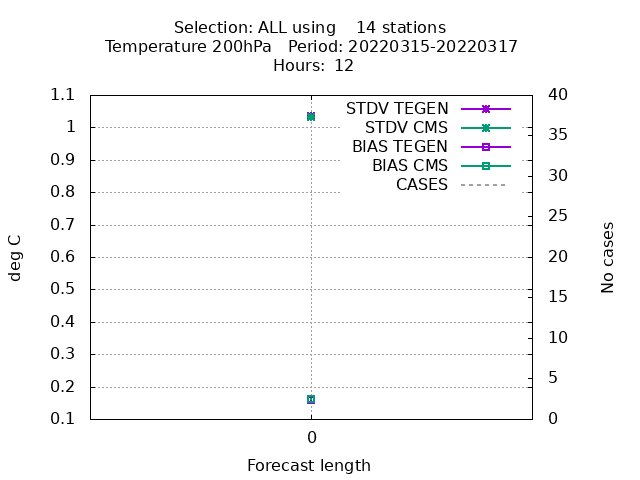 Selection: ALL using    14 stations
Temperature 200hPa   Period: 20220315-20220317
Hours: 12
STDV TEGEN
STDV CMS
BIAS TEGEN
BIAS CMS
CASES
1.1
1
0.9
0.8
0.7
0.6
0.5
0.4
0.3
0.2
0.1
deg C
40
35
30
25
20
15
10
5
0
No cases
0
Forecast length